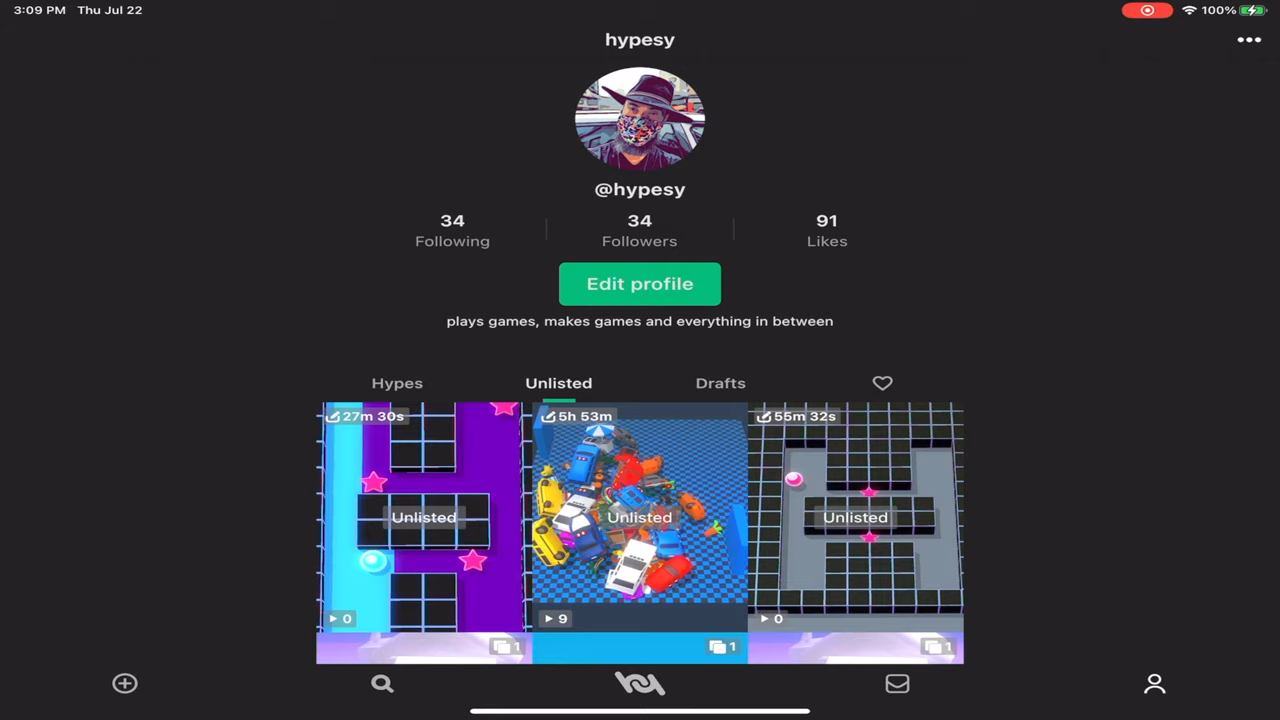 3:09 PM Thu Jul 22
100%
hypesy
@hypesy
34 34 91
Following Followers Likes
Edit profile
plays games, makes games and everything in between
Hypes Unlisted Drafts
27m 30s 5h 53m 55m 32s
Unlisted Unlisted Unlisted
0 9 0
1 1 1